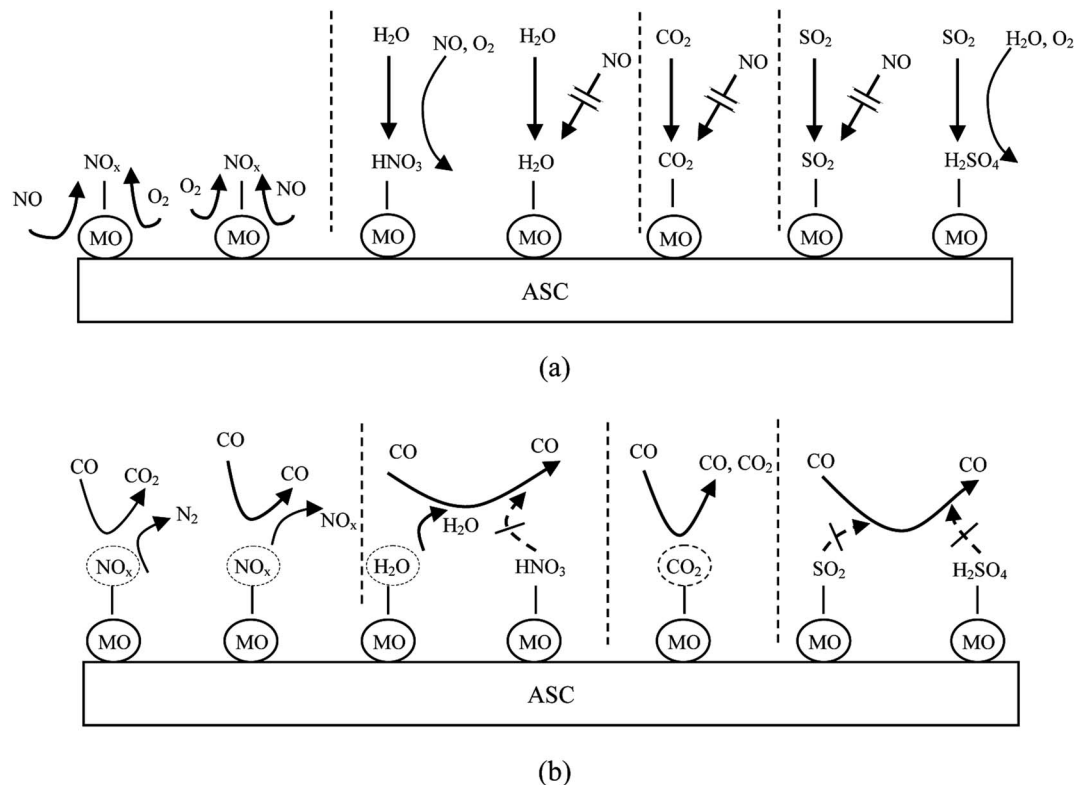 H₂O NO, O₂ H₂O CO₂ SO₂ SO₂ H₂O, O₂
NO NO NO
NOₓ NOₓ HNO₃ H₂O CO₂ SO₂ H₂SO₄
NO O₂ O₂ NO
MO MO MO MO MO MO MO
ASC
(a)
CO CO CO CO CO CO CO
CO₂ CO CO, CO₂
N₂ NOₓ H₂O
NOₓ NOₓ H₂O HNO₃ CO₂ SO₂ H₂SO₄
MO MO MO MO MO MO MO
ASC
(b)